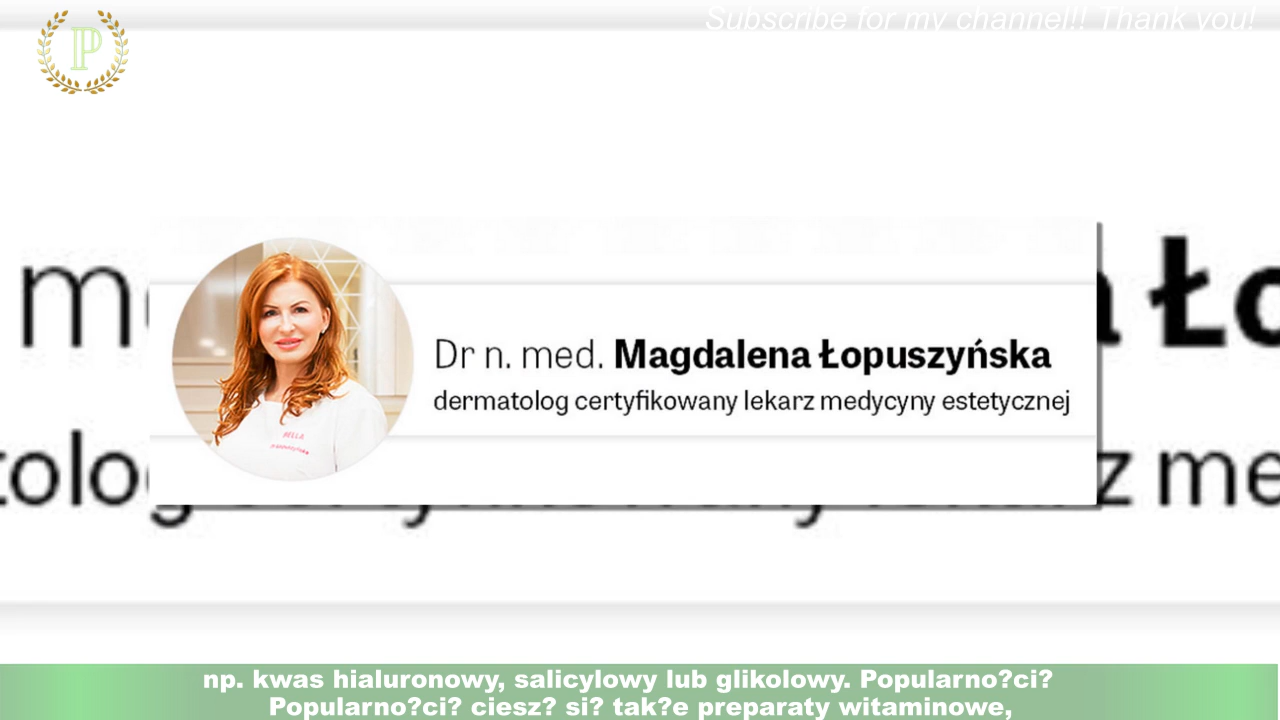 Subscribe for my channel!! Thank you!
P
Dr n. med. Magdalena Łopuszyńska
dermatolog certyfikowany lekarz medycyny estetycznej
BELLA
np. kwas hialuronowy, salicylowy lub glikolowy. Popularno?ci?
Popularno?ci? ciesz? si? tak?e preparaty witaminowe,